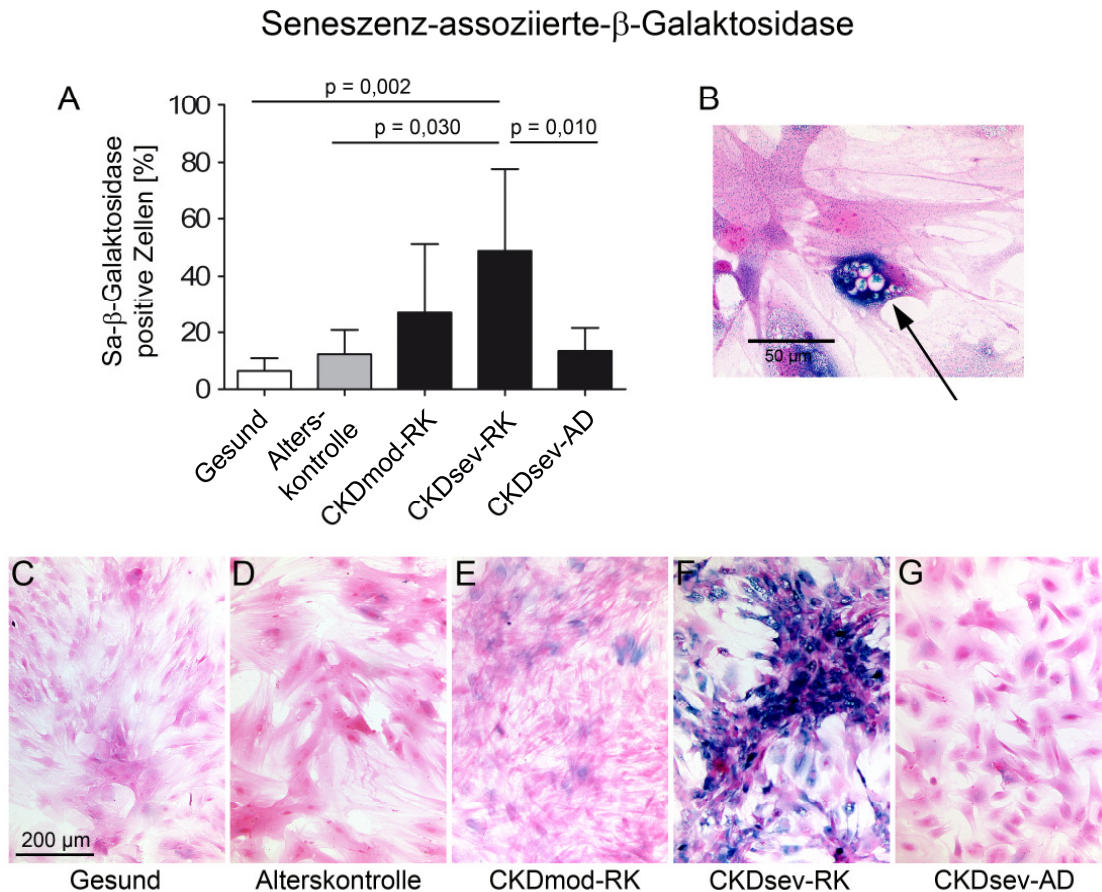 Seneszenz-assoziierte-β-Galaktosidase
A
Sa-β-Galaktosidase
positive Zellen [%]
100
80
60
40
20
0
p = 0,002
p = 0,030
p = 0,010
Gesund
Alters-
kontrolle
CKDmod-RK
CKDsev-RK
CKDsev-AD
B
50 µm
C
D
E
F
G
200 µm
Gesund
Alterskontrolle
CKDmod-RK
CKDsev-RK
CKDsev-AD